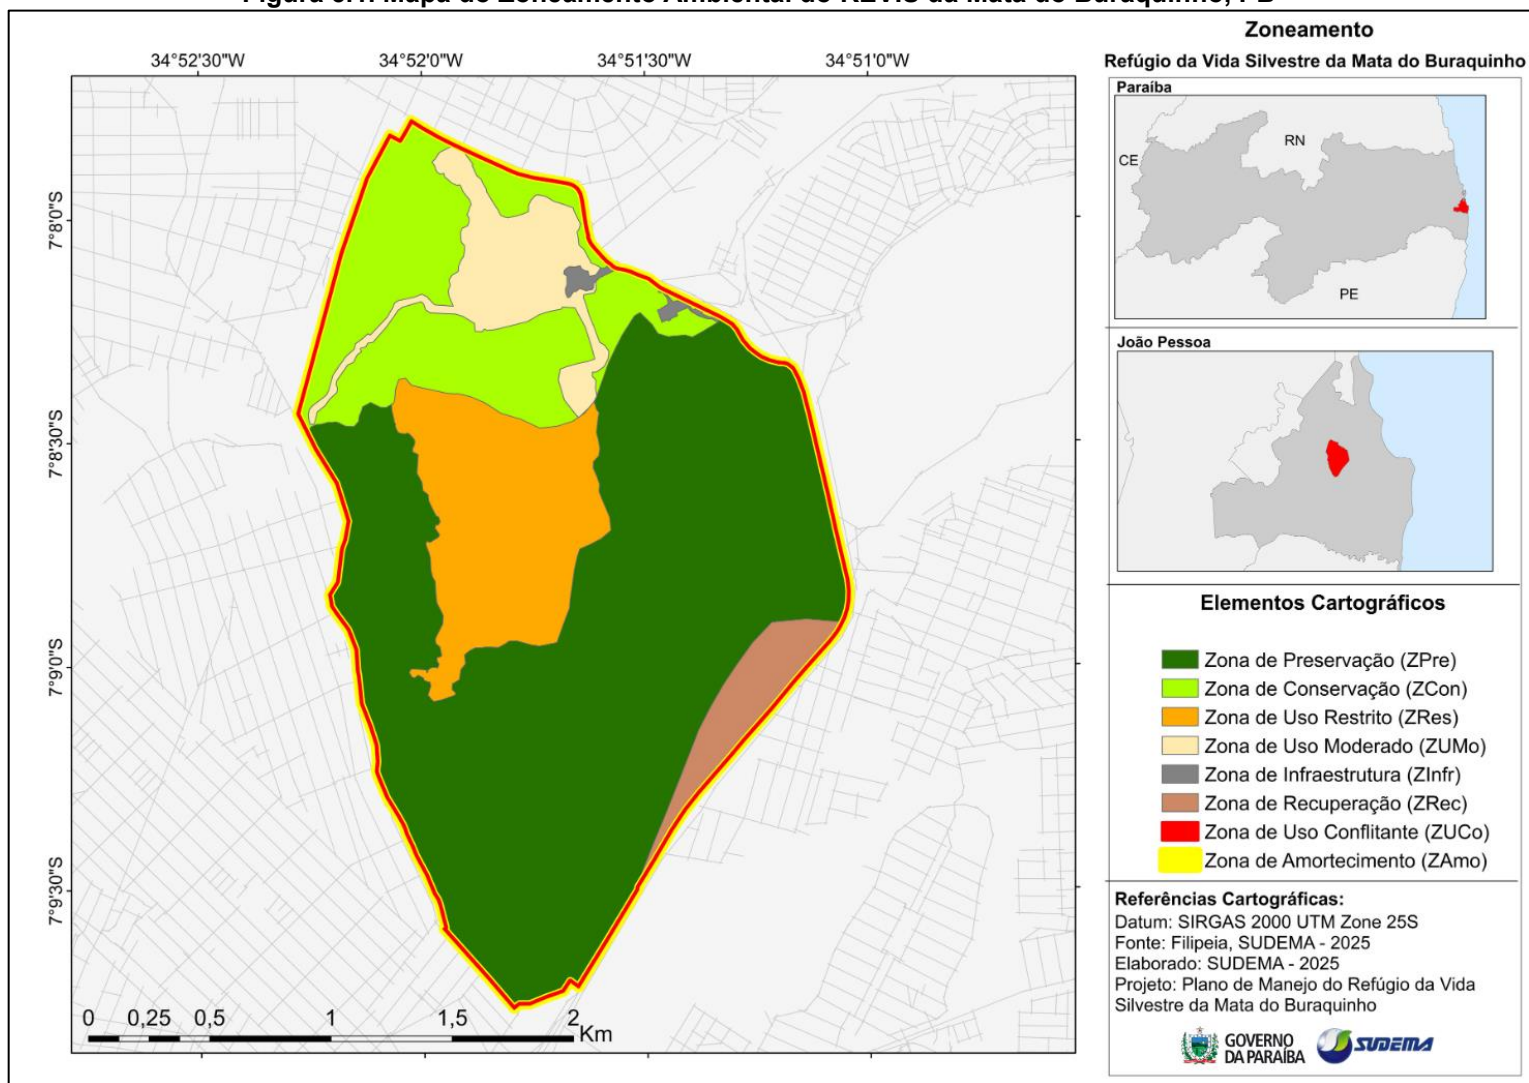 Zoneamento
Refúgio da Vida Silvestre da Mata do Buraquinho
34°52'30"W
34°52'0"W
34°51'30"W
34°51'0"W
7°8'0"S
7°8'30"S
7°9'0"S
7°9'30"S
0 0,25 0,5 1 1,5 2
Km
Paraíba
CE
RN
PE
João Pessoa
Elementos Cartográficos
Zona de Preservação (ZPre)
Zona de Conservação (ZCon)
Zona de Uso Restrito (ZRes)
Zona de Uso Moderado (ZUMo)
Zona de Infraestrutura (ZInfr)
Zona de Recuperação (ZRec)
Zona de Uso Conflitante (ZUCo)
Zona de Amortecimento (ZAmo)
Referências Cartográficas:
Datum: SIRGAS 2000 UTM Zone 25S
Fonte: Filipeia, SUDEMA - 2025
Elaborado: SUDEMA - 2025
Projeto: Plano de Manejo do Refúgio da Vida
Silvestre da Mata do Buraquinho
GOVERNO
DA PARAÍBA
SUDEMA